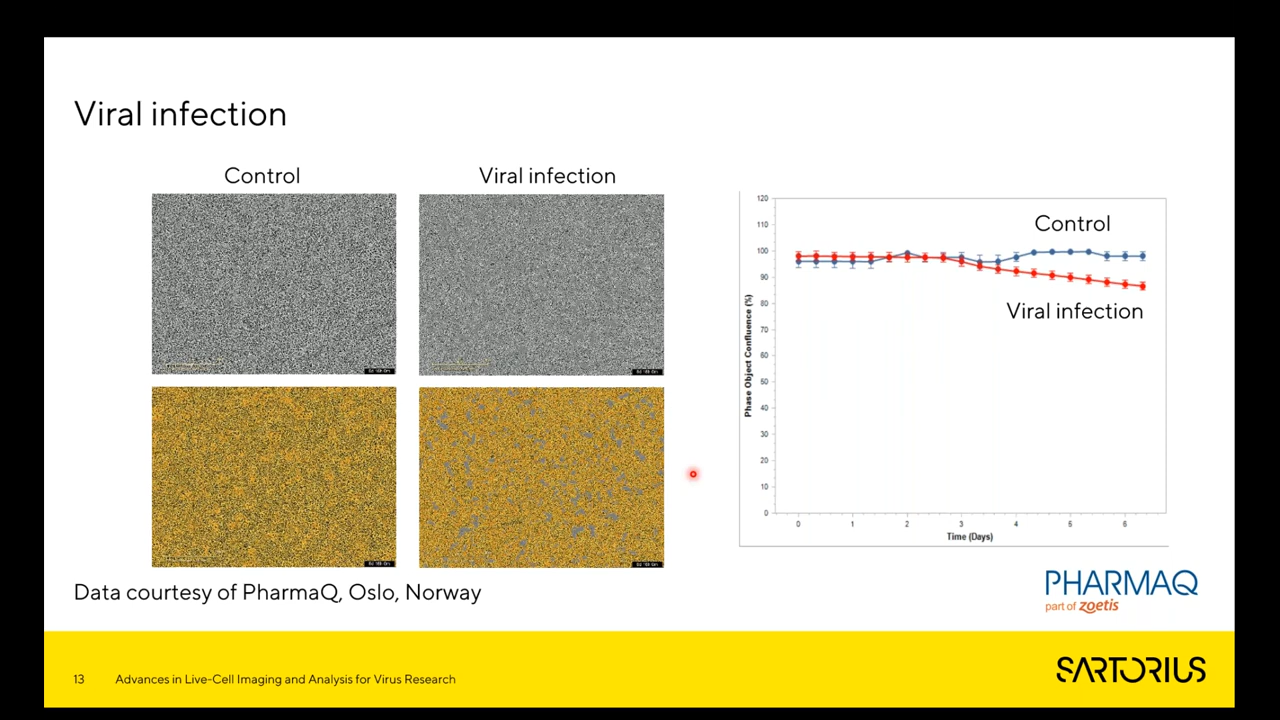 Viral infection
Control
Viral infection
120
110
100
90
80
70
60
50
40
30
20
10
0
Phase Object Confluence (%)
Control
Viral infection
0 1 2 3 4 5 6
Time (Days)
Data courtesy of PharmaQ, Oslo, Norway
PHARMAQ
part of zoetis
13 Advances in Live-Cell Imaging and Analysis for Virus Research
SARTORIUS